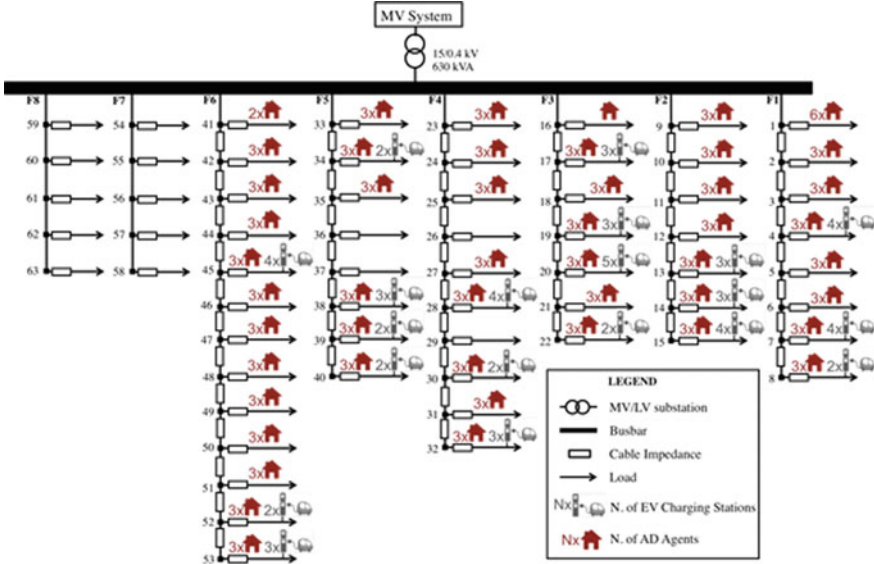 MV System
15/0.4 kV
630 kVA
F8 F7 F6 F5 F4 F3 F2 F1
59 54 41 2x 33 3x 23 3x 16 9 3x 1 6x
60 55 42 3x 34 3x 2x 24 3x 17 3x 3x 10 3x 2 3x
61 56 43 3x 35 3x 25 3x 18 3x 11 3x 3 3x
62 57 44 3x 36 26 19 3x 3x 12 3x 4 3x 4x
63 58 45 3x 4x 37 27 3x 20 3x 5x 13 3x 3x 5 3x
46 3x 38 3x 3x 28 3x 4x 21 3x 14 3x 3x 6 3x
47 3x 39 3x 2x 29 22 3x 2x 15 3x 4x 7 3x 4x
48 3x 40 3x 2x 30 3x 2x 8 3x 2x
49 3x 31 3x
50 3x 32 3x 3x
51 3x
52 3x 2x
53 3x 3x
LEGEND
MV/LV substation
Busbar
Cable Impedance
Load
Nx N. of EV Charging Stations
Nx N. of AD Agents